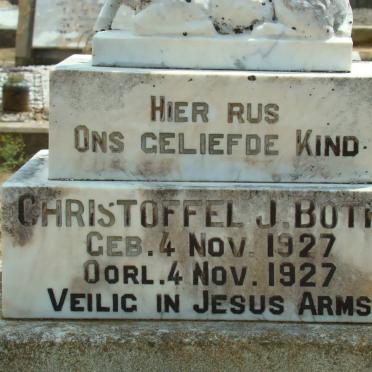 HIER RUS
ONS GELIEFDE KIND
CHRISTOFFEL J. BOTH
GEB. 4 NOV. 1927
OORL. 4 NOV. 1927
VEILIG IN JESUS ARMS